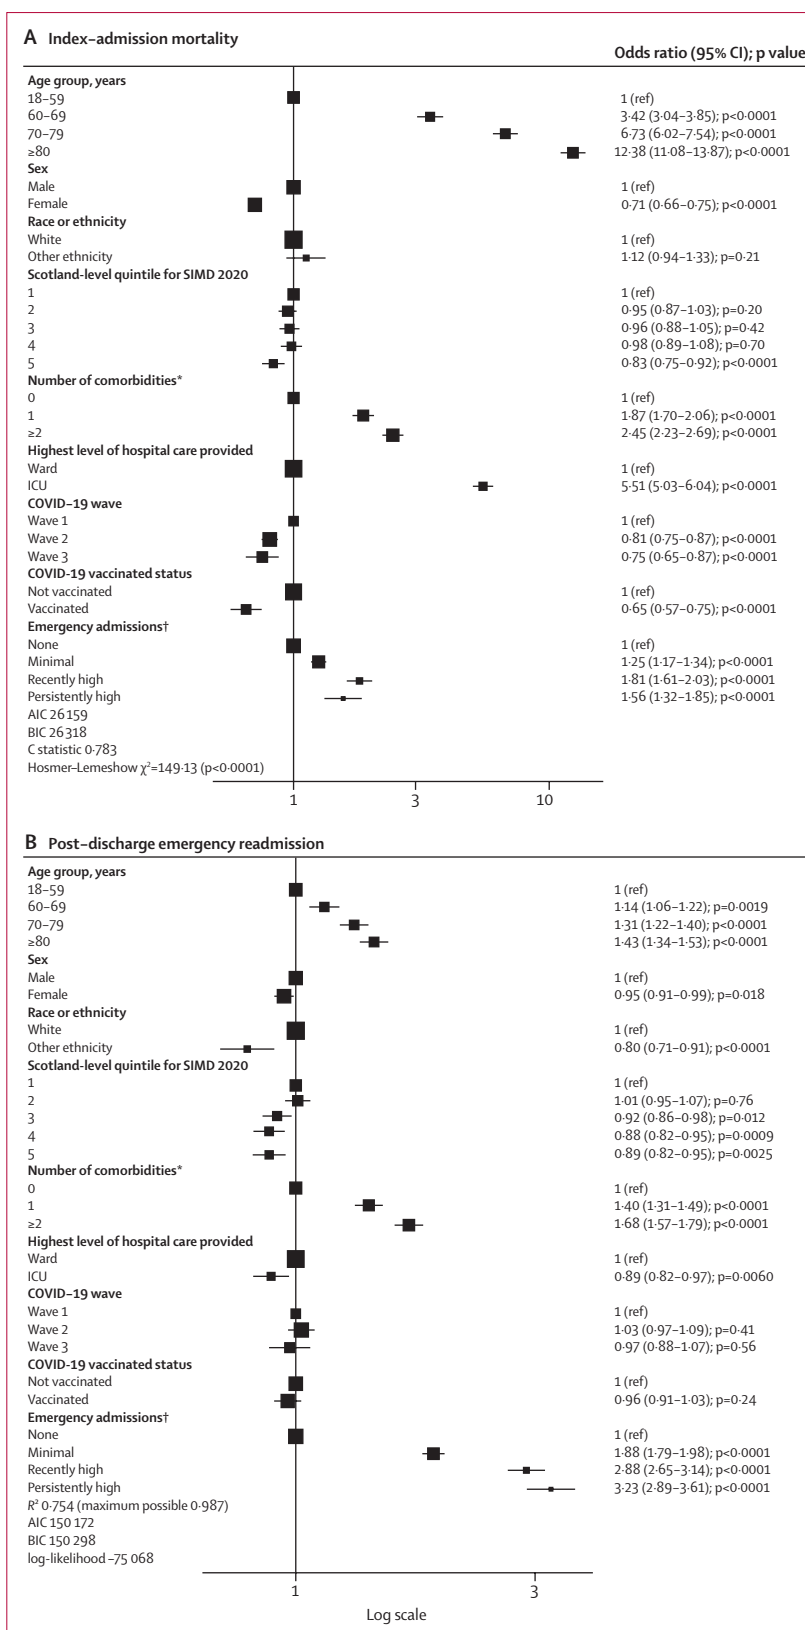 A Index–admission mortality
Odds ratio (95% CI); p value
Age group, years
18–59 1 (ref)
60–69 3·42 (3·04–3·85); p<0·0001
70–79 6·73 (6·02–7·54); p<0·0001
≥80 12·38 (11·08–13·87); p<0·0001
Sex
Male 1 (ref)
Female 0·71 (0·66–0·75); p<0·0001
Race or ethnicity
White 1 (ref)
Other ethnicity 1·12 (0·94–1·33); p=0·21
Scotland-level quintile for SIMD 2020
1 1 (ref)
2 0·95 (0·87–1·03); p=0·20
3 0·96 (0·88–1·05); p=0·42
4 0·98 (0·89–1·08); p=0·70
5 0·83 (0·75–0·92); p<0·0001
Number of comorbidities*
0 1 (ref)
1 1·87 (1·70–2·06); p<0·0001
≥2 2·45 (2·23–2·69); p<0·0001
Highest level of hospital care provided
Ward 1 (ref)
ICU 5·51 (5·03–6·04); p<0·0001
COVID–19 wave
Wave 1 1 (ref)
Wave 2 0·81 (0·75–0·87); p<0·0001
Wave 3 0·75 (0·65–0·87); p<0·0001
COVID-19 vaccinated status
Not vaccinated 1 (ref)
Vaccinated 0·65 (0·57–0·75); p<0·0001
Emergency admissions†
None 1 (ref)
Minimal 1·25 (1·17–1·34); p<0·0001
Recently high 1·81 (1·61–2·03); p<0·0001
Persistently high 1·56 (1·32–1·85); p<0·0001
AIC 26 159
BIC 26 318
C statistic 0·783
Hosmer–Lemeshow χ²=149·13 (p<0·0001)
1 3 10
B Post–discharge emergency readmission
Age group, years
18–59 1 (ref)
60–69 1·14 (1·06–1·22); p=0·0019
70–79 1·31 (1·22–1·40); p<0·0001
≥80 1·43 (1·34–1·53); p<0·0001
Sex
Male 1 (ref)
Female 0·95 (0·91–0·99); p=0·018
Race or ethnicity
White 1 (ref)
Other ethnicity 0·80 (0·71–0·91); p<0·0001
Scotland-level quintile for SIMD 2020
1 1 (ref)
2 1·01 (0·95–1·07); p=0·76
3 0·92 (0·86–0·98); p=0·012
4 0·88 (0·82–0·95); p=0·0009
5 0·89 (0·82–0·95); p=0·0025
Number of comorbidities*
0 1 (ref)
1 1·40 (1·31–1·49); p<0·0001
≥2 1·68 (1·57–1·79); p<0·0001
Highest level of hospital care provided
Ward 1 (ref)
ICU 0·89 (0·82–0·97); p=0·0060
COVID–19 wave
Wave 1 1 (ref)
Wave 2 1·03 (0·97–1·09); p=0·41
Wave 3 0·97 (0·88–1·07); p=0·56
COVID-19 vaccinated status
Not vaccinated 1 (ref)
Vaccinated 0·96 (0·91–1·03); p=0·24
Emergency admissions†
None 1 (ref)
Minimal 1·88 (1·79–1·98); p<0·0001
Recently high 2·88 (2·65–3·14); p<0·0001
Persistently high 3·23 (2·89–3·61); p<0·0001
R² 0·754 (maximum possible 0·987)
AIC 150 172
BIC 150 298
log-likelihood –75 068
1 3
Log scale